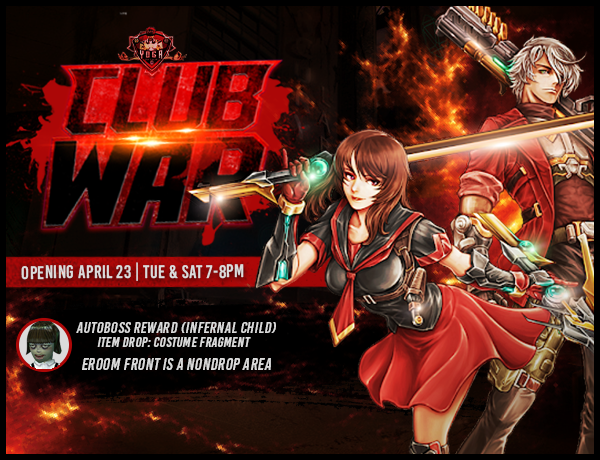 YOGA
CLUB
WAR
OPENING APRIL 23 | TUE & SAT 7-8PM
AUTOBOSS REWARD (INFERNAL CHILD)
ITEM DROP: COSTUME FRAGMENT
EROOM FRONT IS A NONDROP AREA